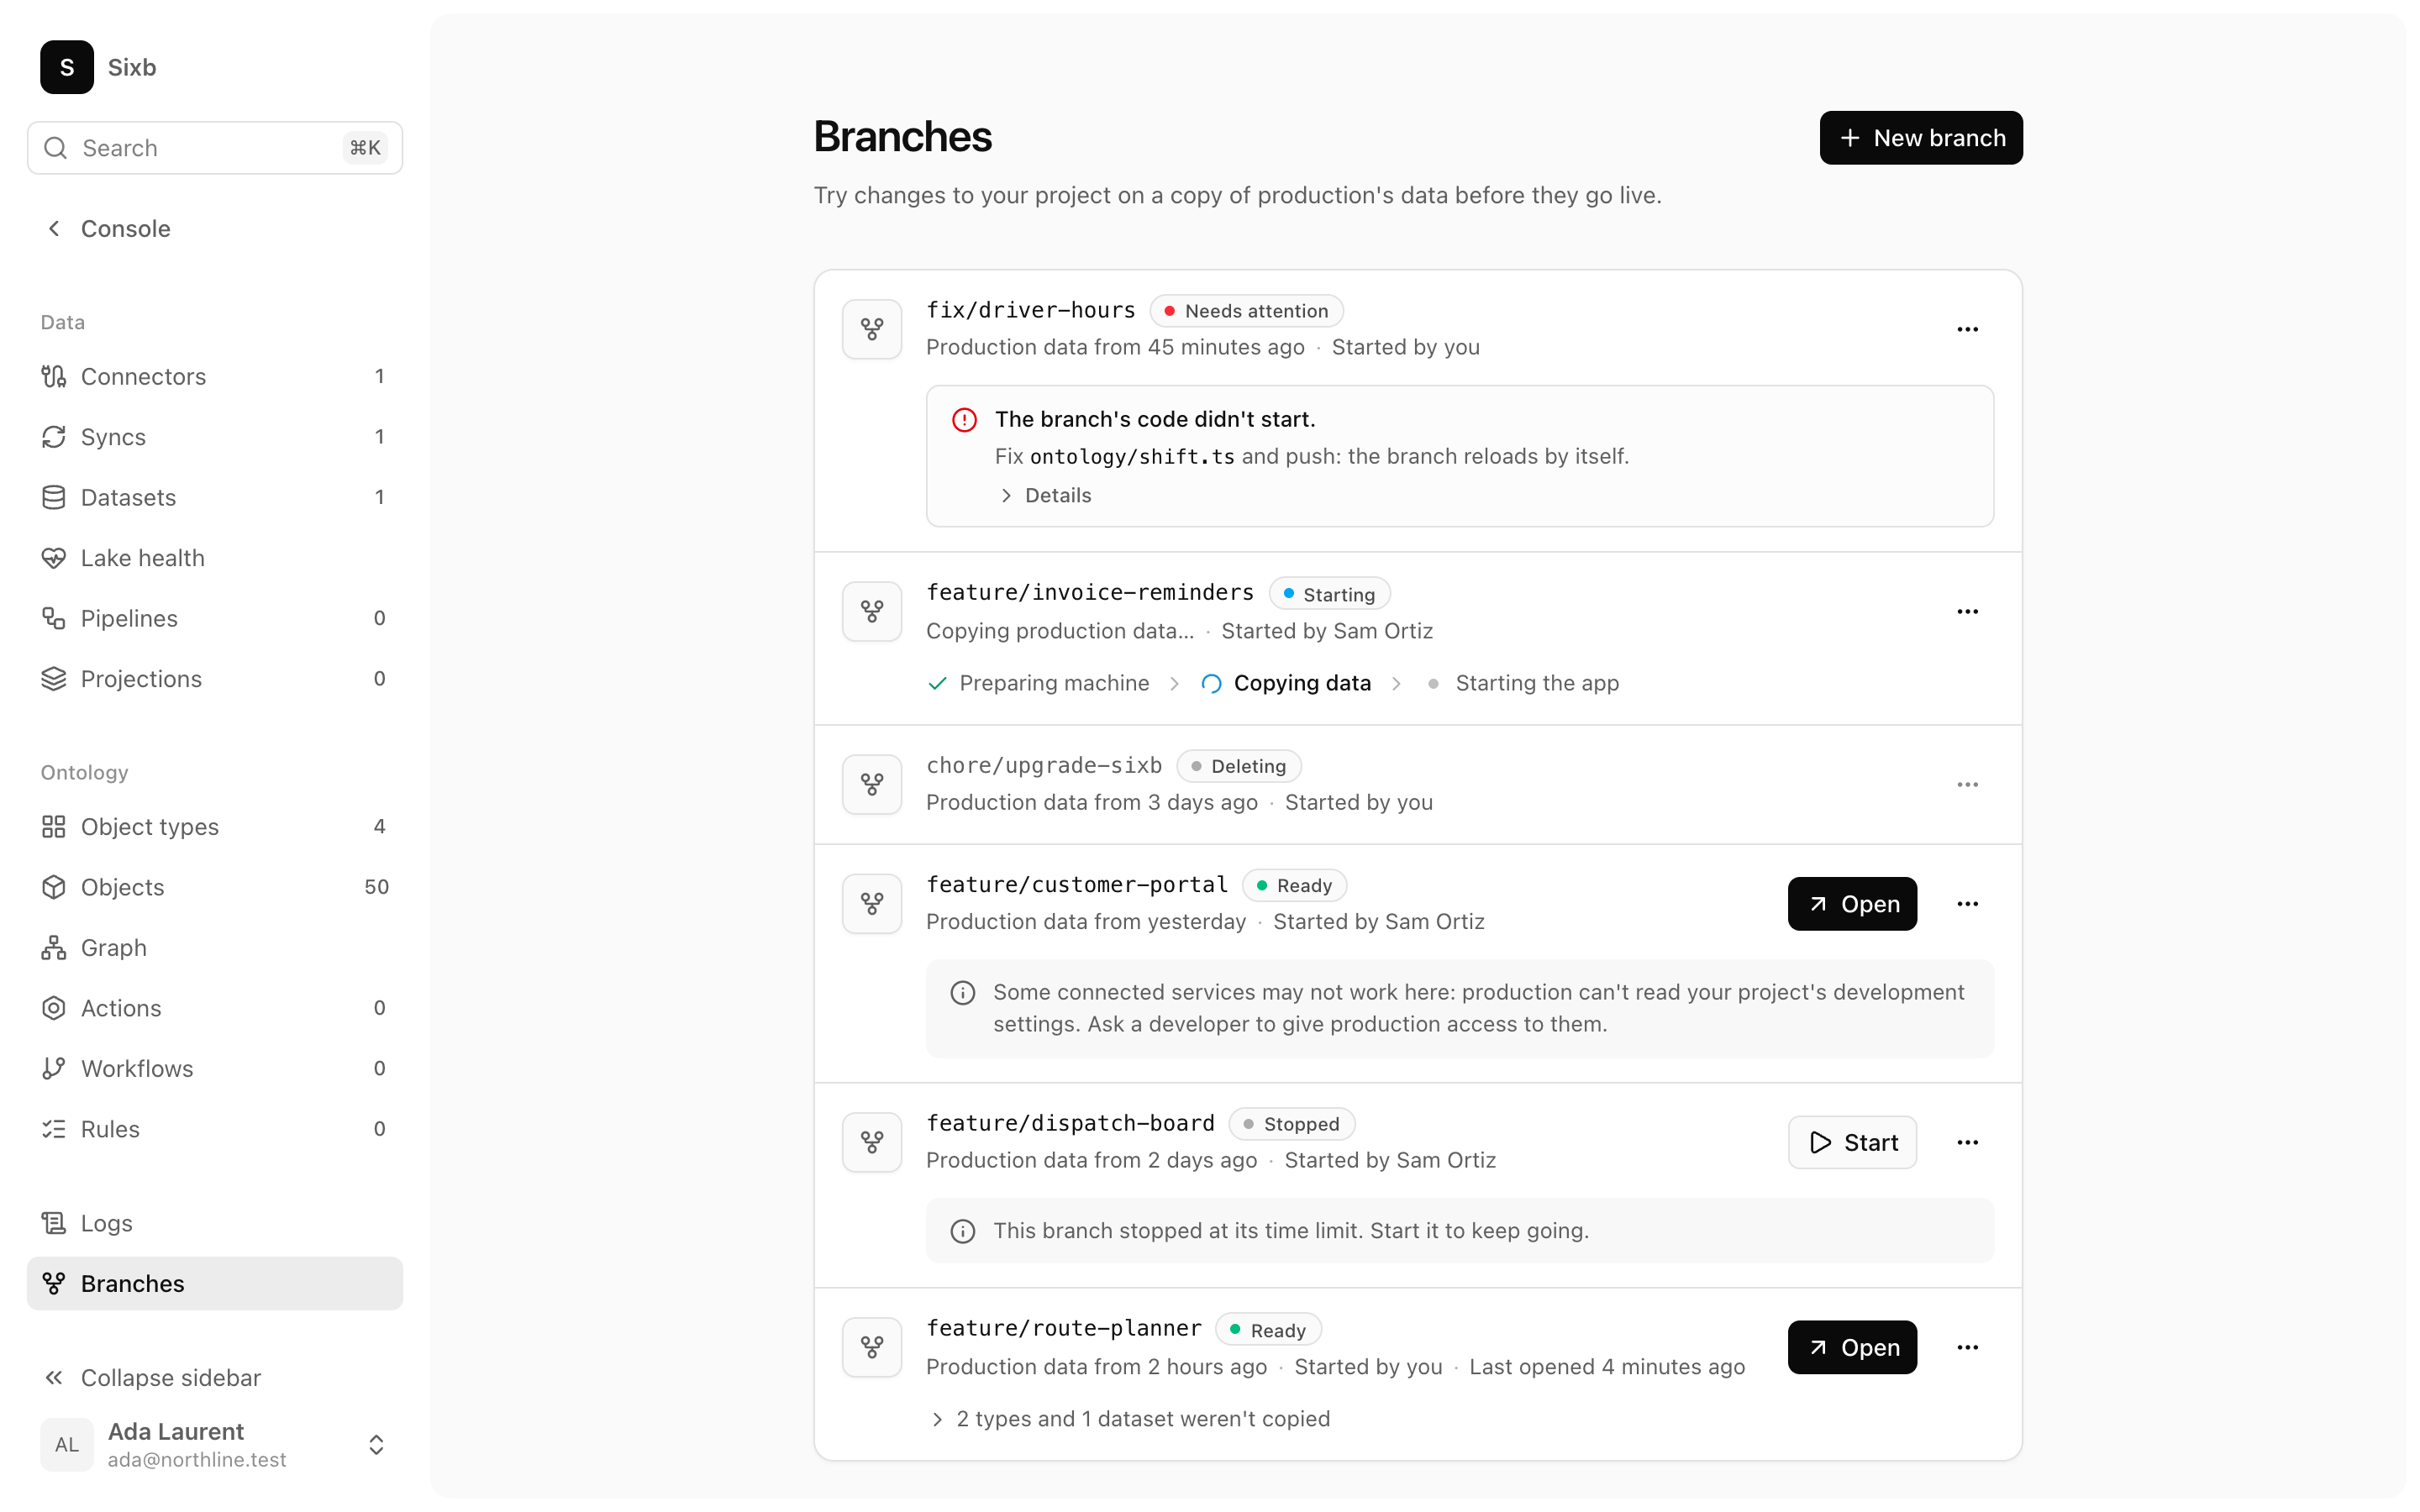 S Sixb
Search ⌘K
Console
Data
Connectors 1
Syncs 1
Datasets 1
Lake health
Pipelines 0
Projections 0
Ontology
Object types 4
Objects 50
Graph
Actions 0
Workflows 0
Rules 0
Logs
Branches
Collapse sidebar
AL Ada Laurent
ada@northline.test
Branches
New branch
Try changes to your project on a copy of production's data before they go live.
fix/driver-hours Needs attention
Production data from 45 minutes ago · Started by you
The branch's code didn't start.
Fix ontology/shift.ts and push: the branch reloads by itself.
Details
feature/invoice-reminders Starting
Copying production data... · Started by Sam Ortiz
Preparing machine Copying data Starting the app
chore/upgrade-sixb Deleting
Production data from 3 days ago · Started by you
feature/customer-portal Ready
Production data from yesterday · Started by Sam Ortiz
Open
Some connected services may not work here: production can't read your project's development
settings. Ask a developer to give production access to them.
feature/dispatch-board Stopped
Production data from 2 days ago · Started by Sam Ortiz
Start
This branch stopped at its time limit. Start it to keep going.
feature/route-planner Ready
Production data from 2 hours ago · Started by you · Last opened 4 minutes ago
Open
2 types and 1 dataset weren't copied